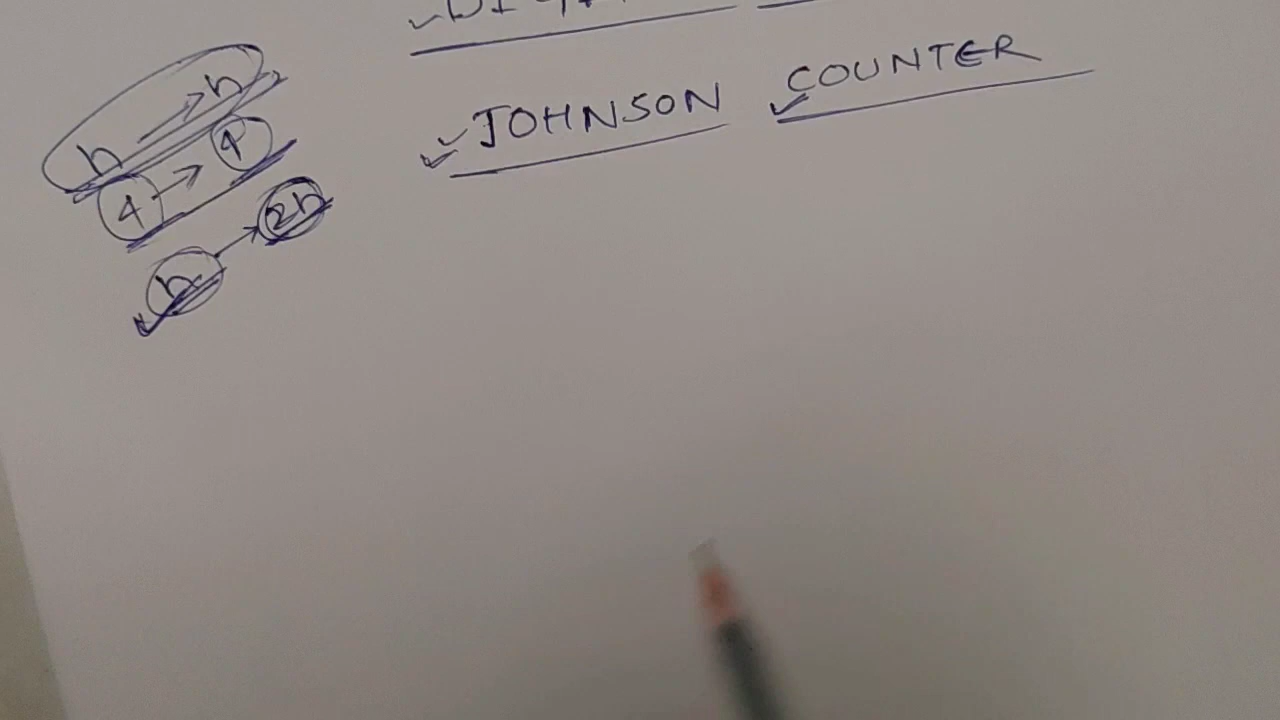 JOHNSON COUNTER
n → n
4 → 4
n → 2n